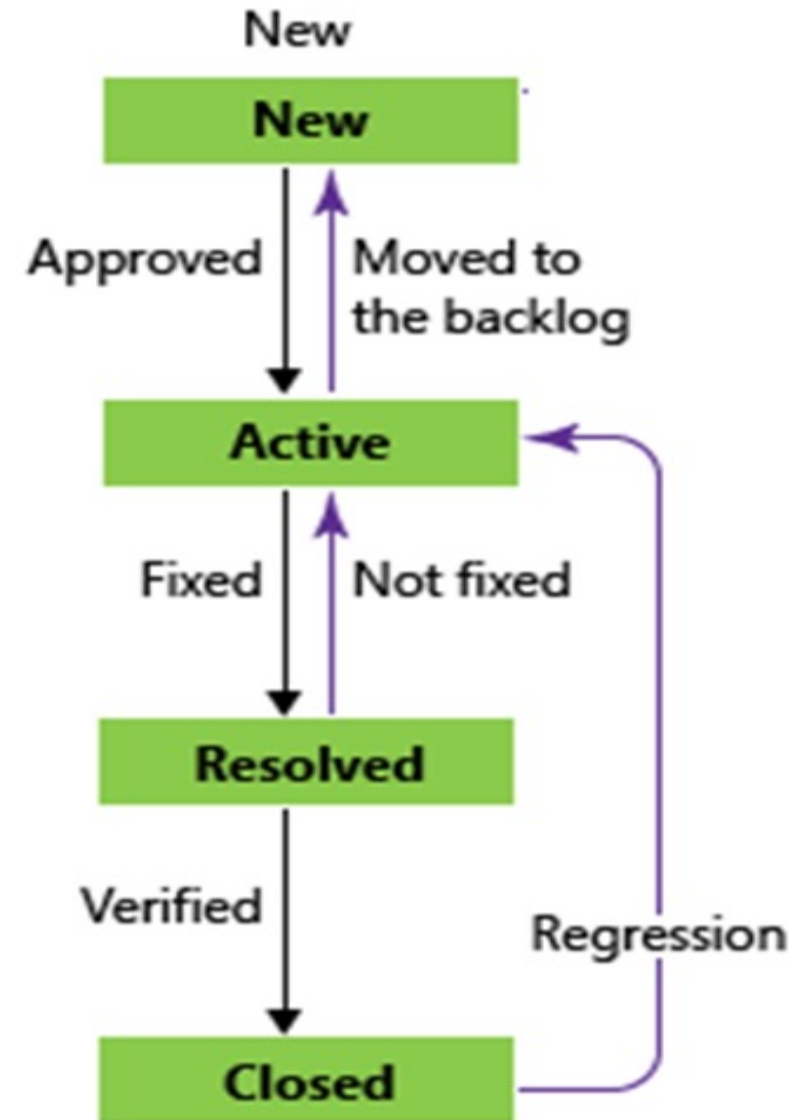 New
New
Approved
Moved to
the backlog
Active
Fixed
Not fixed
Resolved
Verified
Regression
Closed